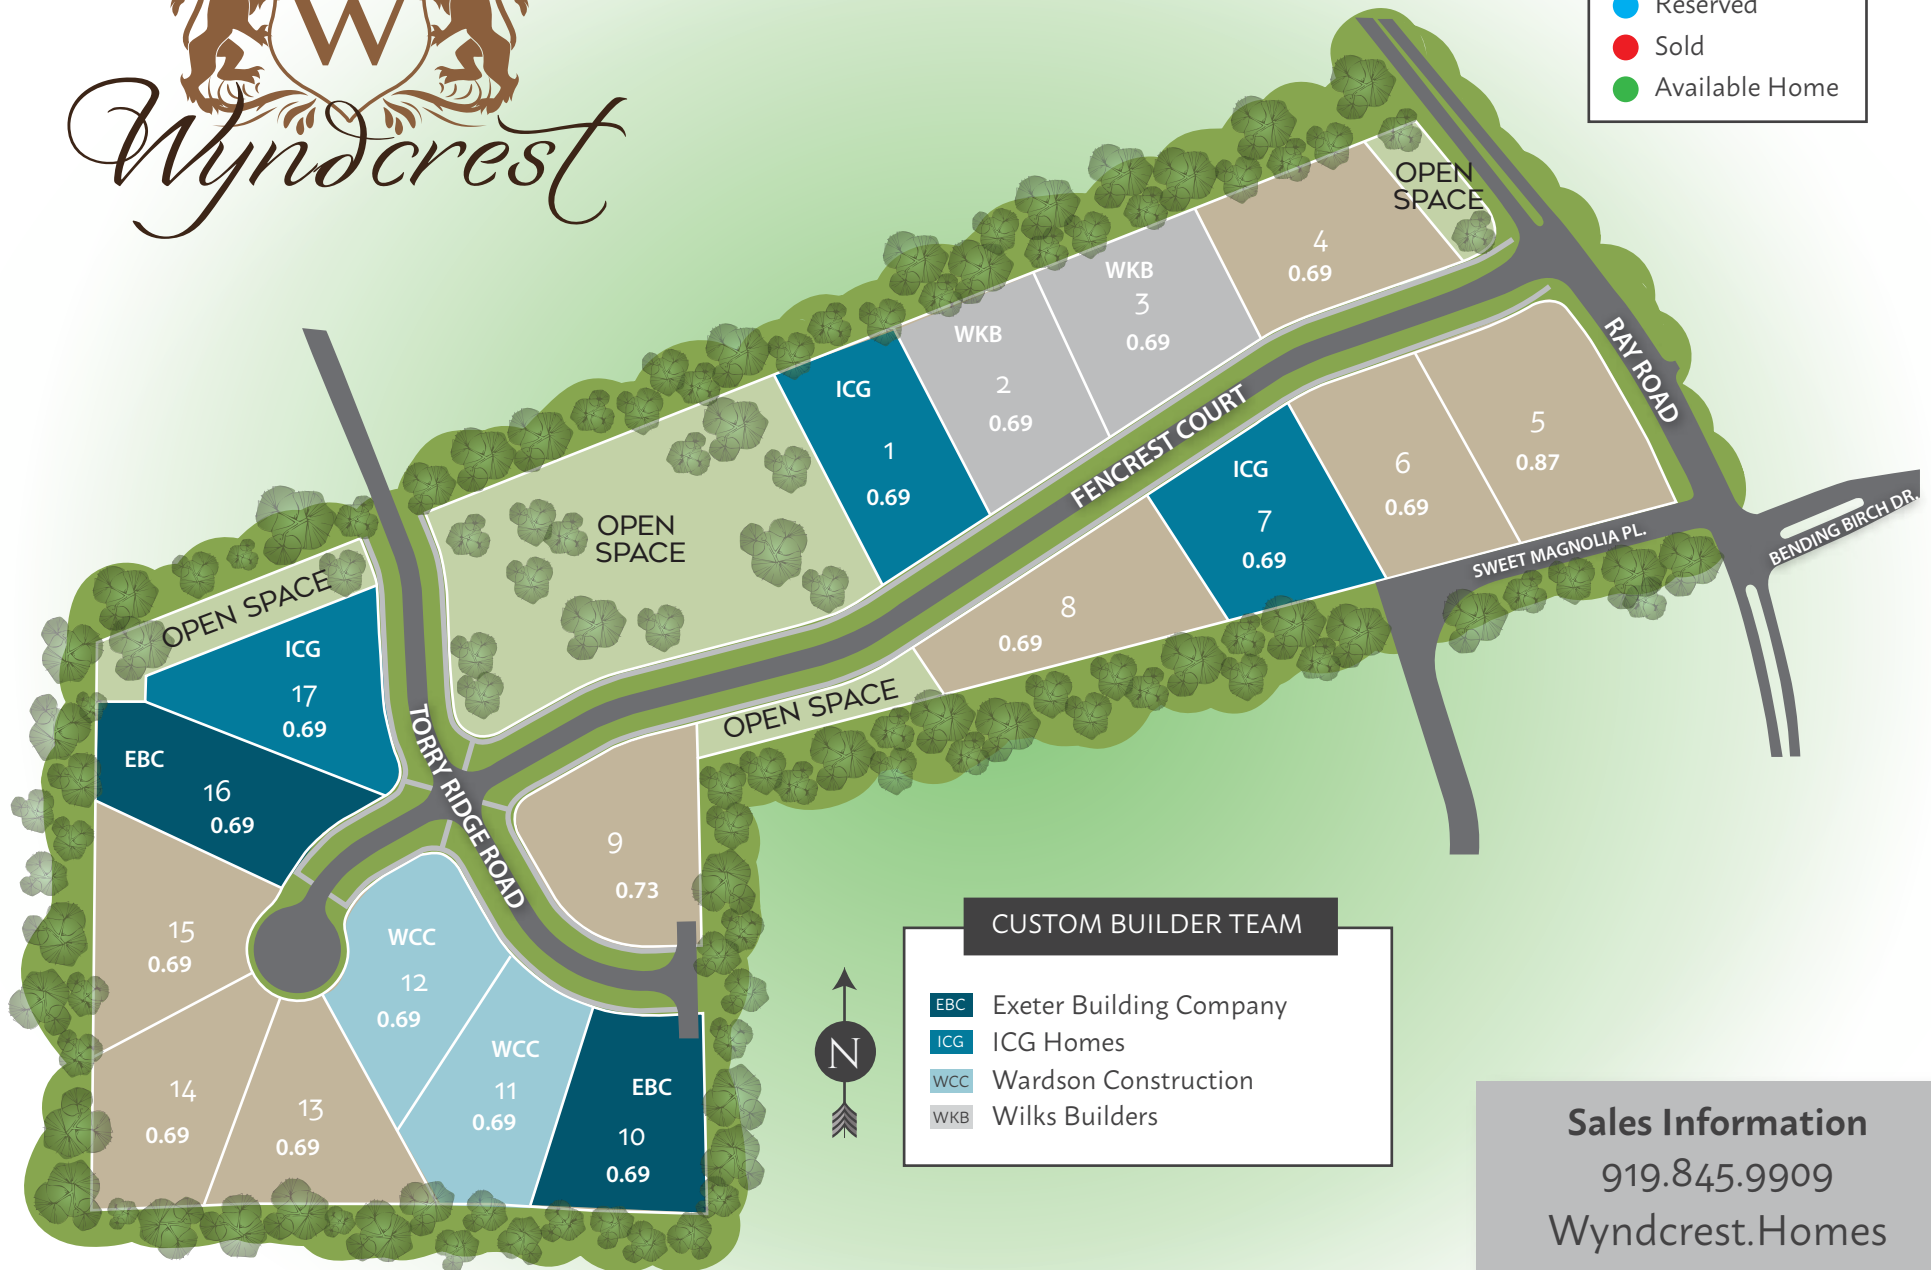 W
Wyndcrest
Reserved
Sold
Available Home
OPEN
SPACE
4
0.69
WKB
3
0.69
WKB
2
0.69
ICG
1
0.69
FENCREST COURT
RAY ROAD
5
0.87
6
0.69
ICG
7
0.69
8
0.69
SWEET MAGNOLIA PL.
BENDING BIRCH DR.
OPEN
SPACE
OPEN SPACE
OPEN SPACE
ICG
17
0.69
TORRY RIDGE ROAD
EBC
16
0.69
9
0.73
15
0.69
WCC
12
0.69
WCC
11
0.69
EBC
10
0.69
14
0.69
13
0.69
CUSTOM BUILDER TEAM
EBC Exeter Building Company
ICG ICG Homes
WCC Wardson Construction
WKB Wilks Builders
N
Sales Information
919.845.9909
Wyndcrest.Homes